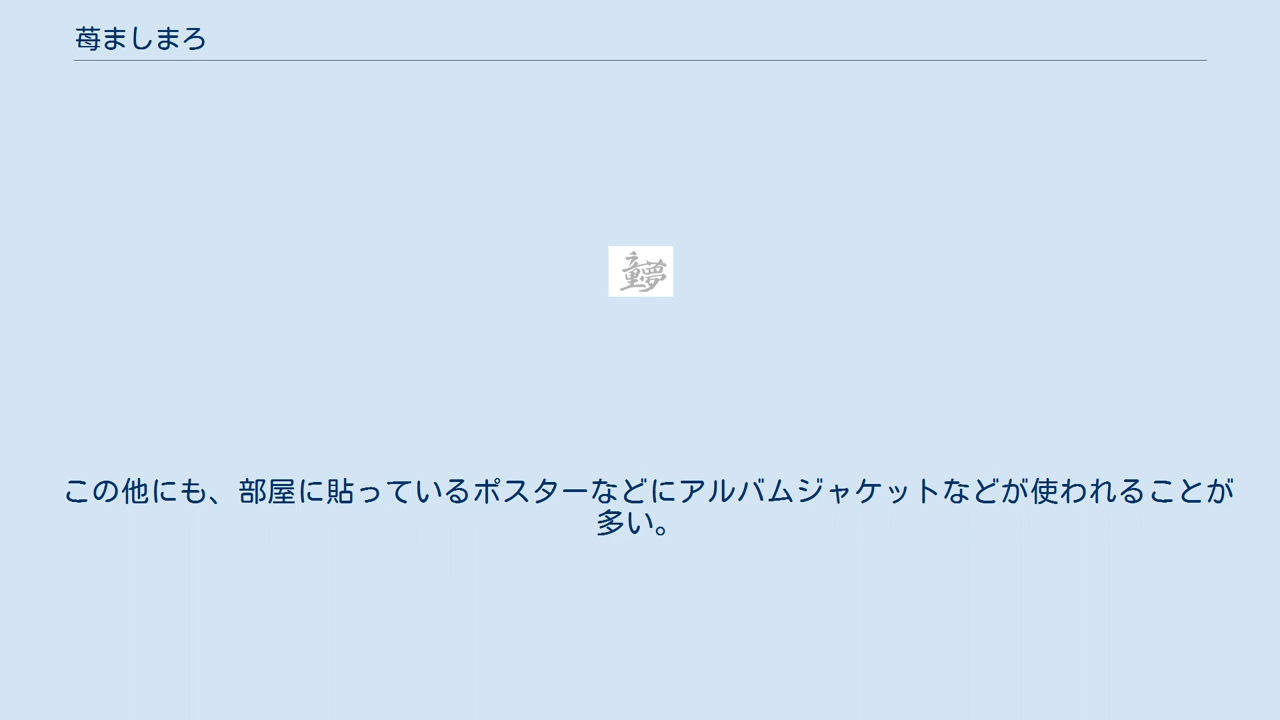 苺ましまろ
童夢
この他にも、部屋に貼っているポスターなどにアルバムジャケットなどが使われることが
多い。